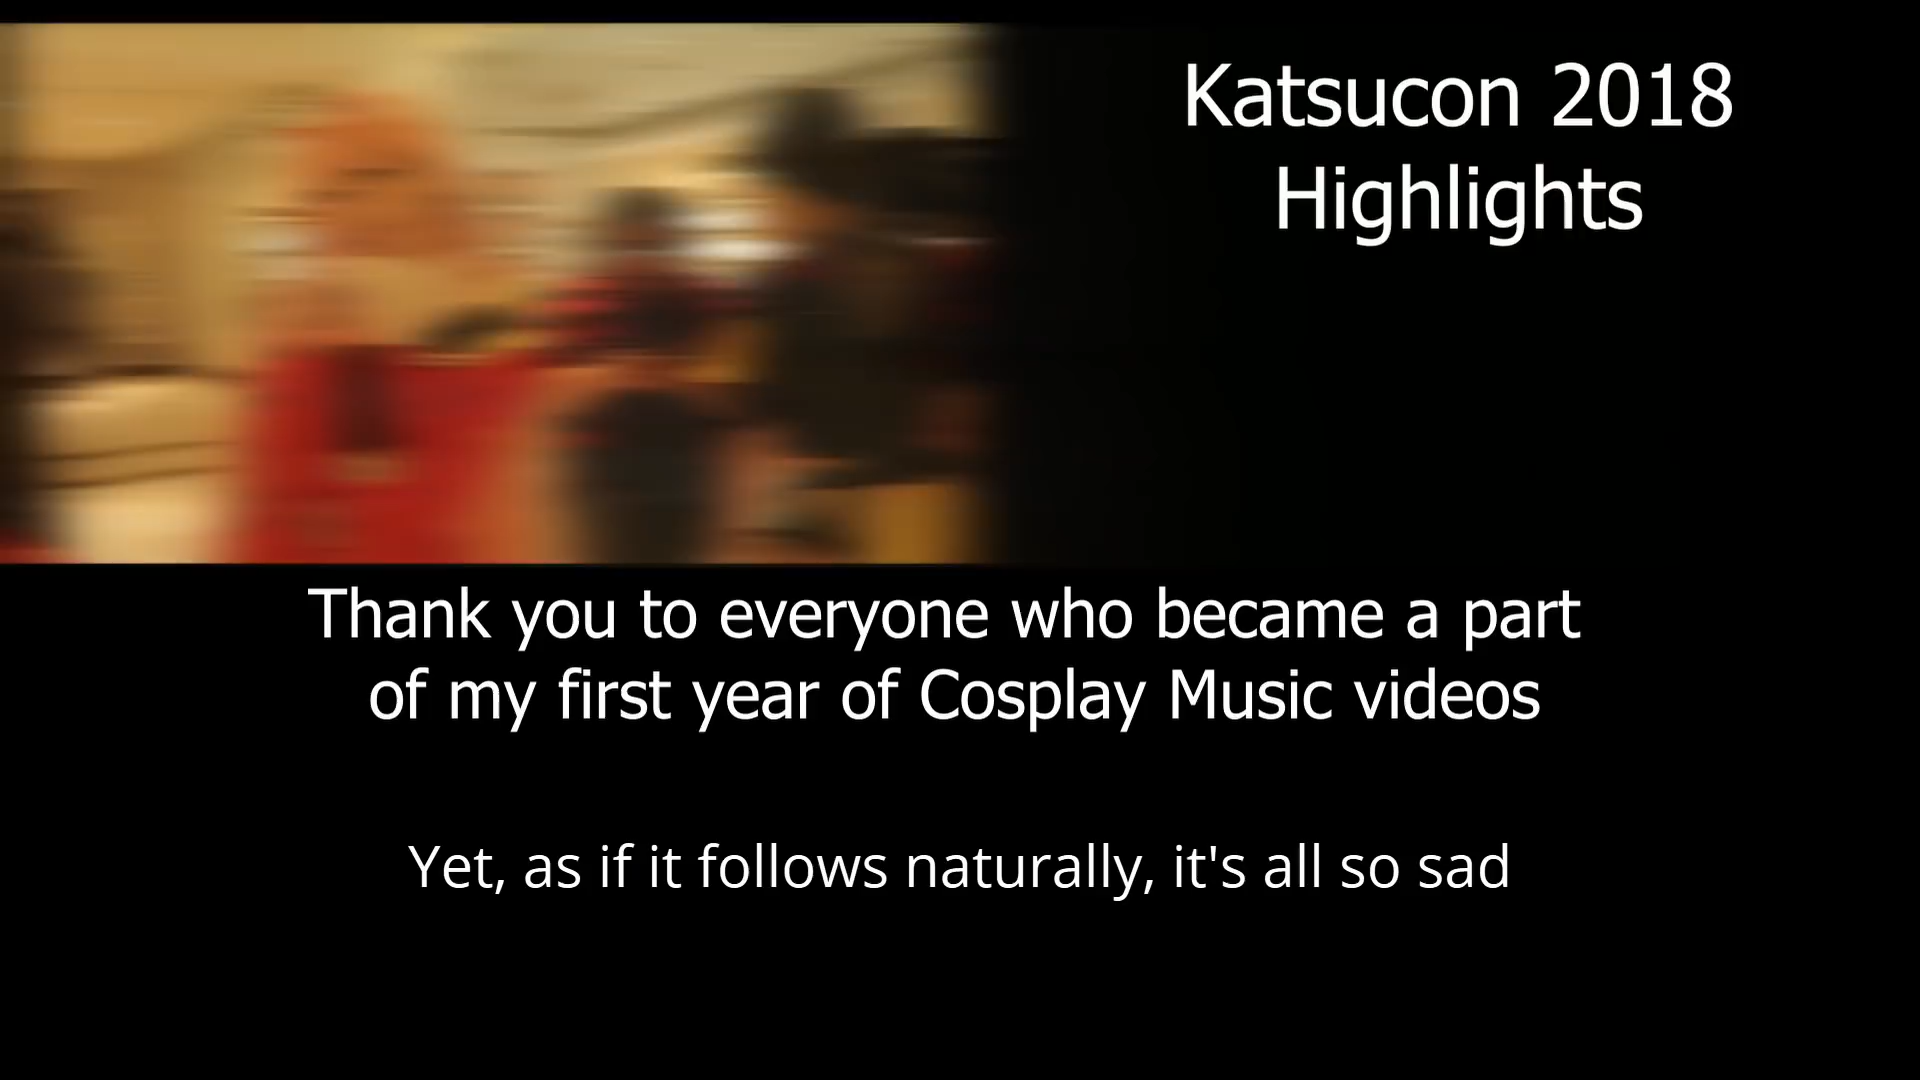 Katsucon 2018
Highlights
Thank you to everyone who became a part
of my first year of Cosplay Music videos
Yet, as if it follows naturally, it's all so sad